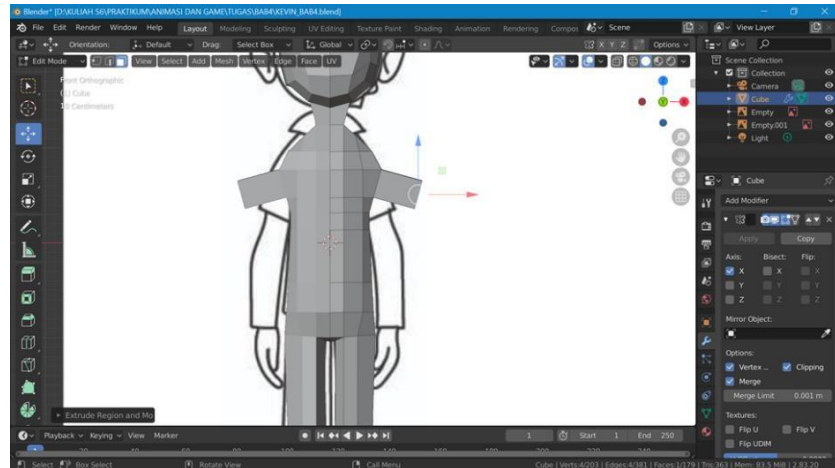 Blender* [D:\KULIAH S6\PRAKTIKUM\ANIMASI DAN GAME\TUGAS\BAB4\KEVIN_BAB4.blend]
File Edit Render Window Help Layout Modeling Sculpting UV Editing Texture Paint Shading Animation Rendering Compos Scene View Layer
Orientation: Default Drag: Select Box Global X Y Z Options
Edit Mode View Select Add Mesh Vertex Edge Face UV
Front Orthographic
(1) Cube
10 Centimeters
Scene Collection
Collection
Camera
Cube
Empty
Empty.001
Light
Cube
Add Modifier
Apply Copy
Axis: Bisect: Flip:
X X X
Y Y Y
Z Z Z
Mirror Object:
Options:
Vertex .. Clipping
Merge
Merge Limit 0.001 m
Textures:
Flip U Flip V
Flip UDIM
Extrude Region and Mo
Playback Keying View Marker 1 Start 1 End 250
Select Box Select Rotate View Call Menu Cube | Verts:4/203 | Edges:4/381 | Faces:1/179 | Tris:363 | Mem: 83.5 MiB | 2.83.20